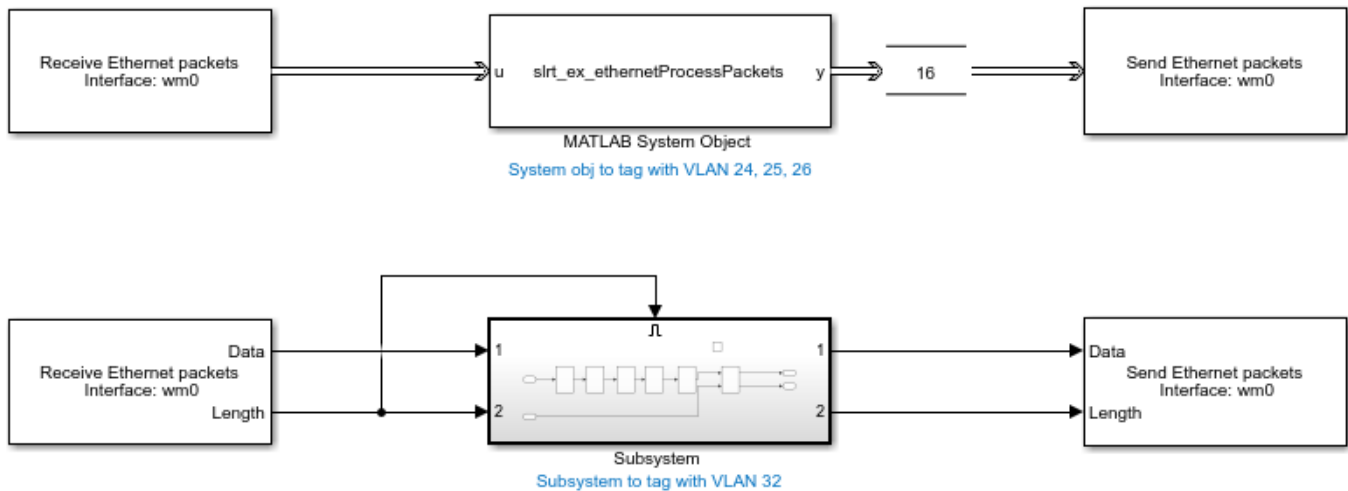 Receive Ethernet packets
Interface: wm0
u
slrt_ex_ethernetProcessPackets
y
16
Send Ethernet packets
Interface: wm0
MATLAB System Object
System obj to tag with VLAN 24, 25, 26
Data
Receive Ethernet packets
Interface: wm0
Length
1
2
1
2
Data
Send Ethernet packets
Interface: wm0
Length
Subsystem
Subsystem to tag with VLAN 32